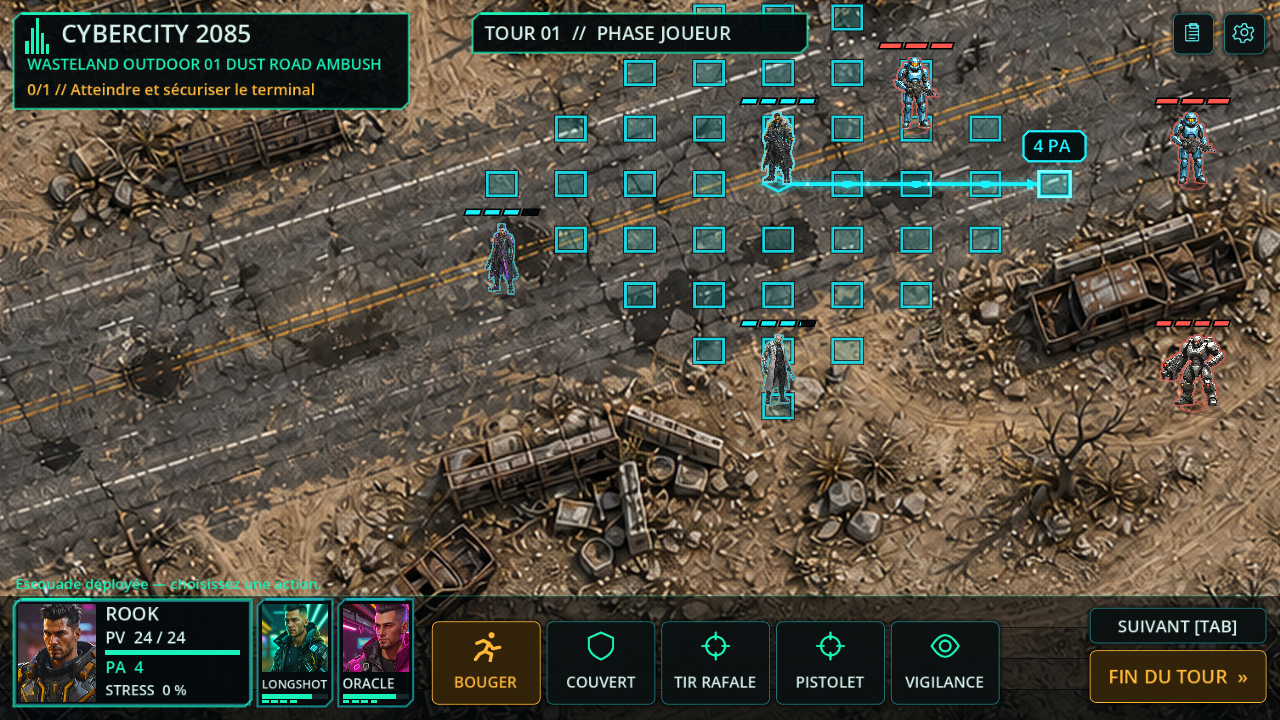 CYBERCITY 2085
WASTELAND OUTDOOR 01 DUST ROAD AMBUSH
0/1 // Atteindre et sécuriser le terminal
TOUR 01 // PHASE JOUEUR
4 PA
Escouade déployée — choisissez une action.
ROOK
PV 24 / 24
PA 4
STRESS 0 %
LONGSHOT
ORACLE
BOUGER
COUVERT
TIR RAFALE
PISTOLET
VIGILANCE
SUIVANT [TAB]
FIN DU TOUR »